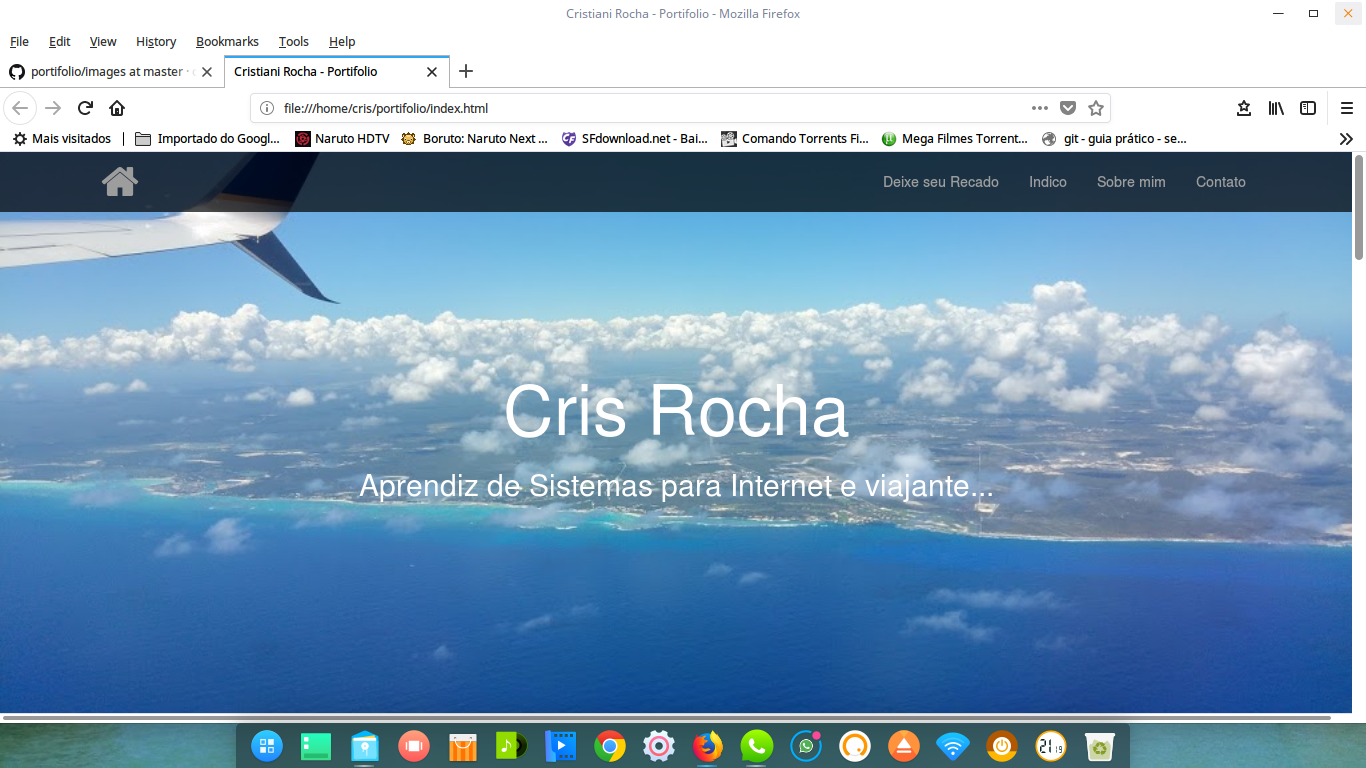 Cristiani Rocha - Portifolio - Mozilla Firefox
File Edit View History Bookmarks Tools Help
portifolio/images at master ·
Cristiani Rocha - Portifolio
file:///home/cris/portifolio/index.html
Mais visitados
Importado do Googl...
Naruto HDTV
Boruto: Naruto Next ...
SFdownload.net - Bai...
Comando Torrents Fi...
Mega Filmes Torrent...
git - guia prático - se...
Deixe seu Recado Indico Sobre mim Contato
Cris Rocha
Aprendiz de Sistemas para Internet e viajante...
21 19